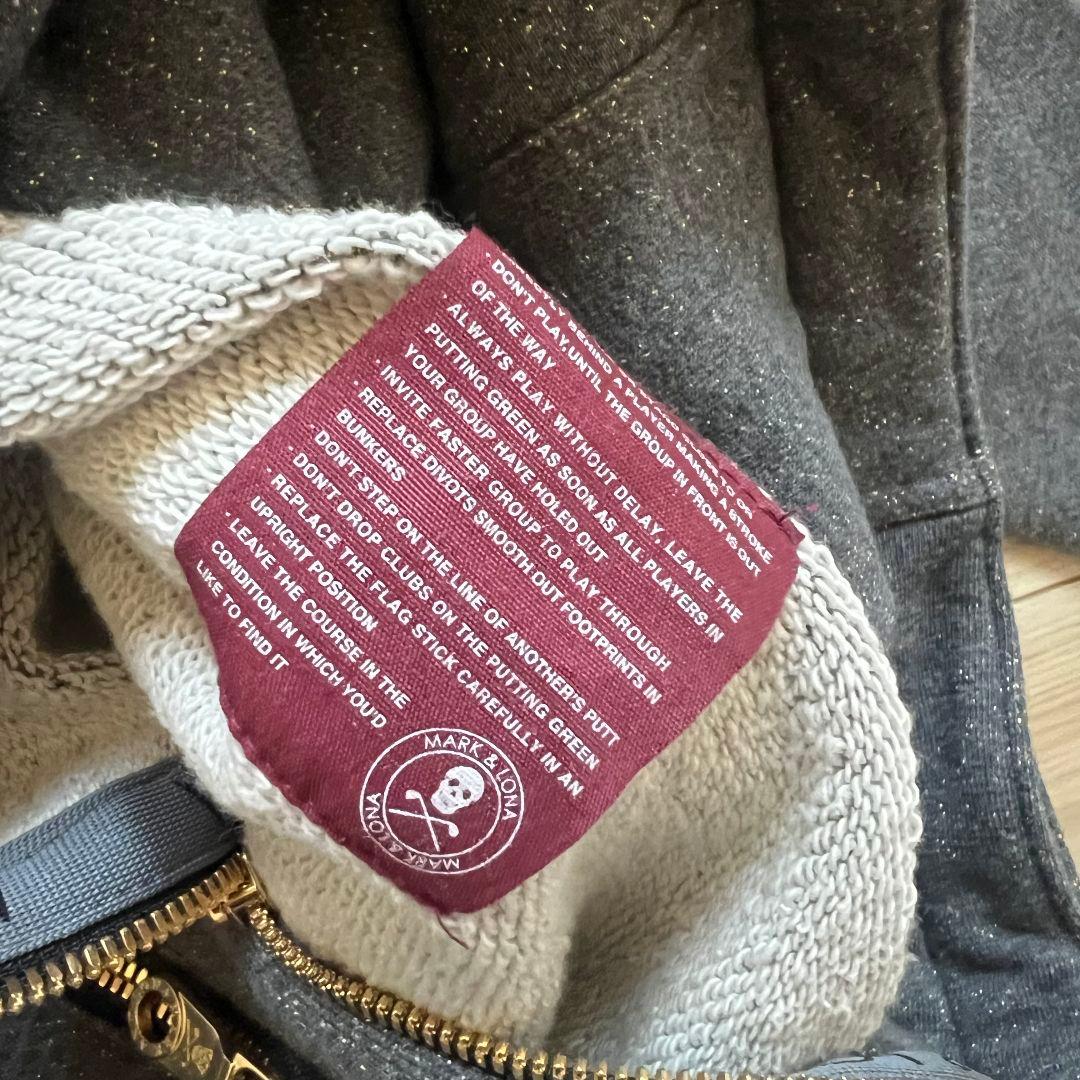 BEHIND A PLAYER MAKING A STROKE
· DON'T PLAY, UNTIL THE GROUP IN FRONT IS OUT
OF THE WAY
· ALWAYS PLAY WITHOUT DELAY, LEAVE THE
PUTTING GREEN AS SOON AS ALL PLAYERS IN
YOUR GROUP HAVE HOLED OUT
· INVITE FASTER GROUP TO PLAY THROUGH
· REPLACE DIVOTS SMOOTH OUT FOOTPRINTS IN
BUNKERS
· DON'T STEP ON THE LINE OF ANOTHER'S PUTT
· DON'T DROP CLUBS ON THE PUTTING GREEN
· REPLACE THE FLAG STICK CAREFULLY IN AN
UPRIGHT POSITION
· LEAVE THE COURSE IN THE
CONDITION IN WHICH YOU'D
LIKE TO FIND IT
MARK & LONA
MARK & LONA